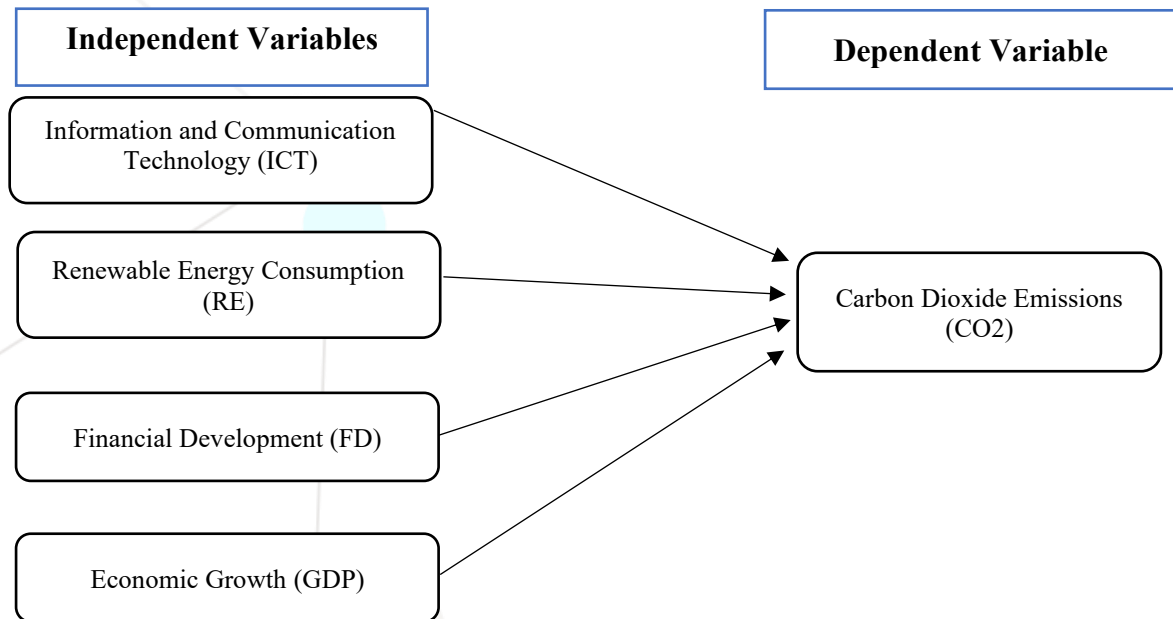 Independent Variables
Dependent Variable
Information and Communication
Technology (ICT)
Renewable Energy Consumption
(RE)
Carbon Dioxide Emissions
(CO2)
Financial Development (FD)
Economic Growth (GDP)